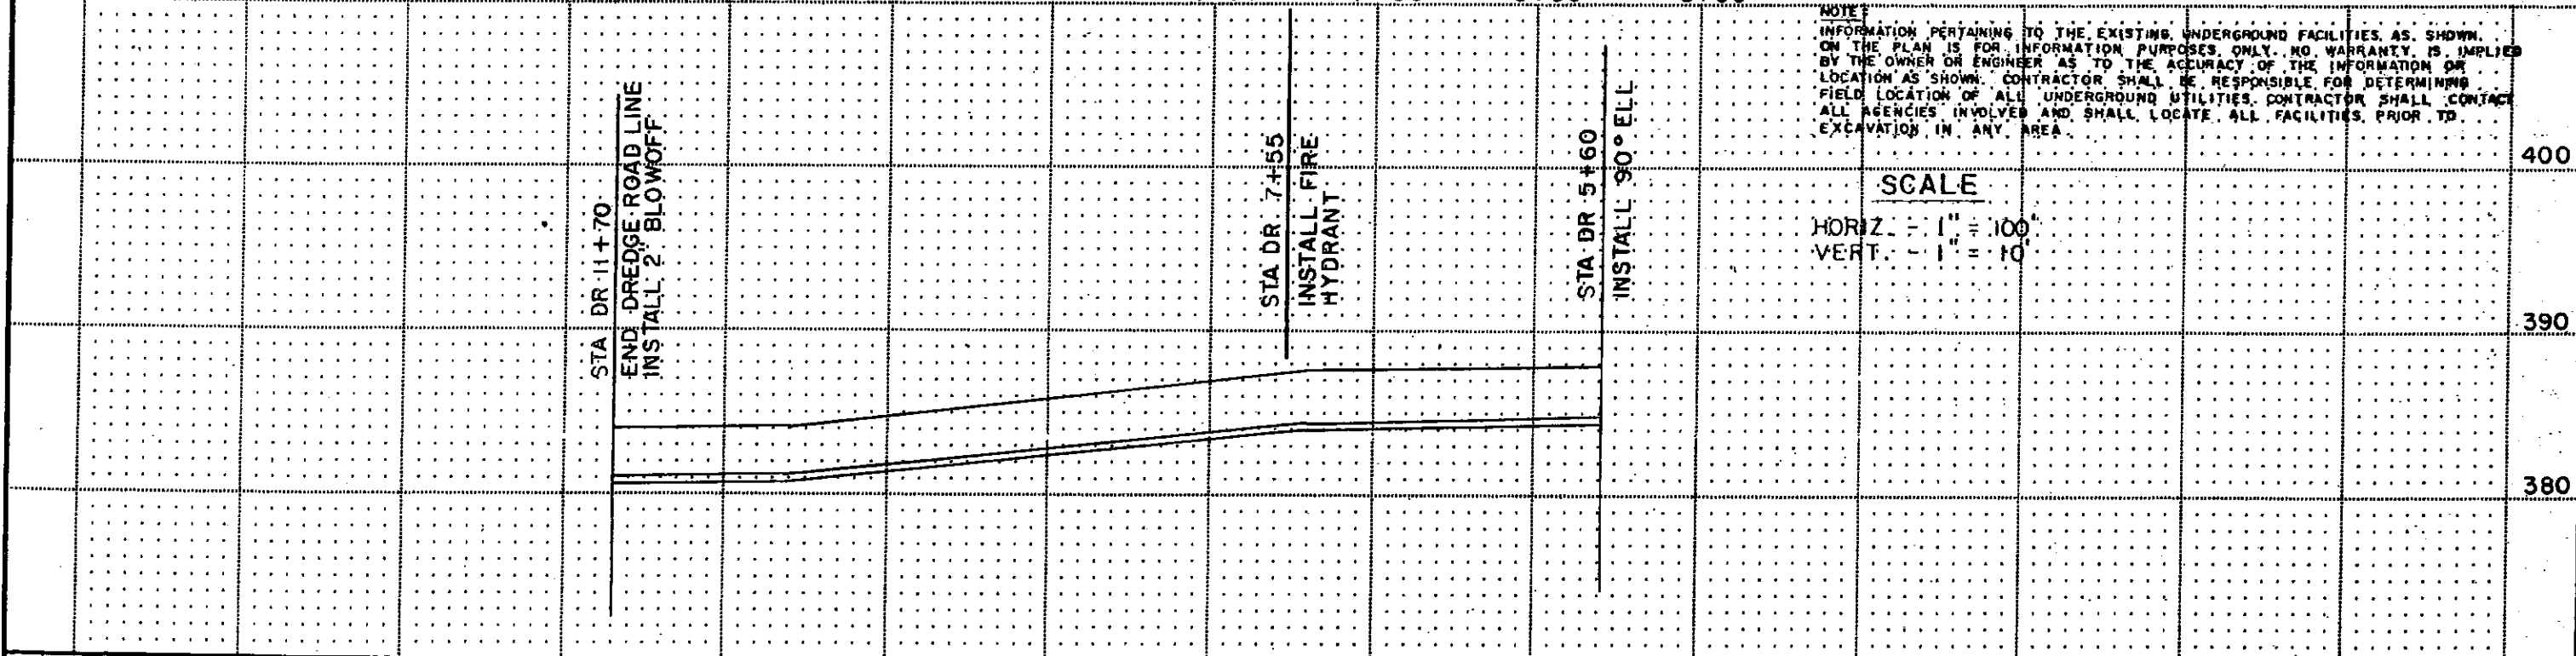 NOTE:
INFORMATION PERTAINING TO THE EXISTING UNDERGROUND FACILITIES AS SHOWN
ON THE PLAN IS FOR INFORMATION PURPOSES ONLY. NO WARRANTY IS IMPLIED
BY THE OWNER OR ENGINEER AS TO THE ACCURACY OF THE INFORMATION OR
LOCATION AS SHOWN. CONTRACTOR SHALL BE RESPONSIBLE FOR DETERMINING
FIELD LOCATION OF ALL UNDERGROUND UTILITIES. CONTRACTOR SHALL CONTACT
ALL AGENCIES INVOLVED AND SHALL LOCATE ALL FACILITIES PRIOR TO
EXCAVATION IN ANY AREA.
SCALE
HORIZ. - 1" = 100'
VERT. - 1" = 10'
STA DR 11+70
END DREDGE ROAD LINE
INSTALL 2" BLOWOFF
STA DR 7+55
INSTALL FIRE
HYDRANT
STA DR 5+60
INSTALL 90° ELL
400
390
380